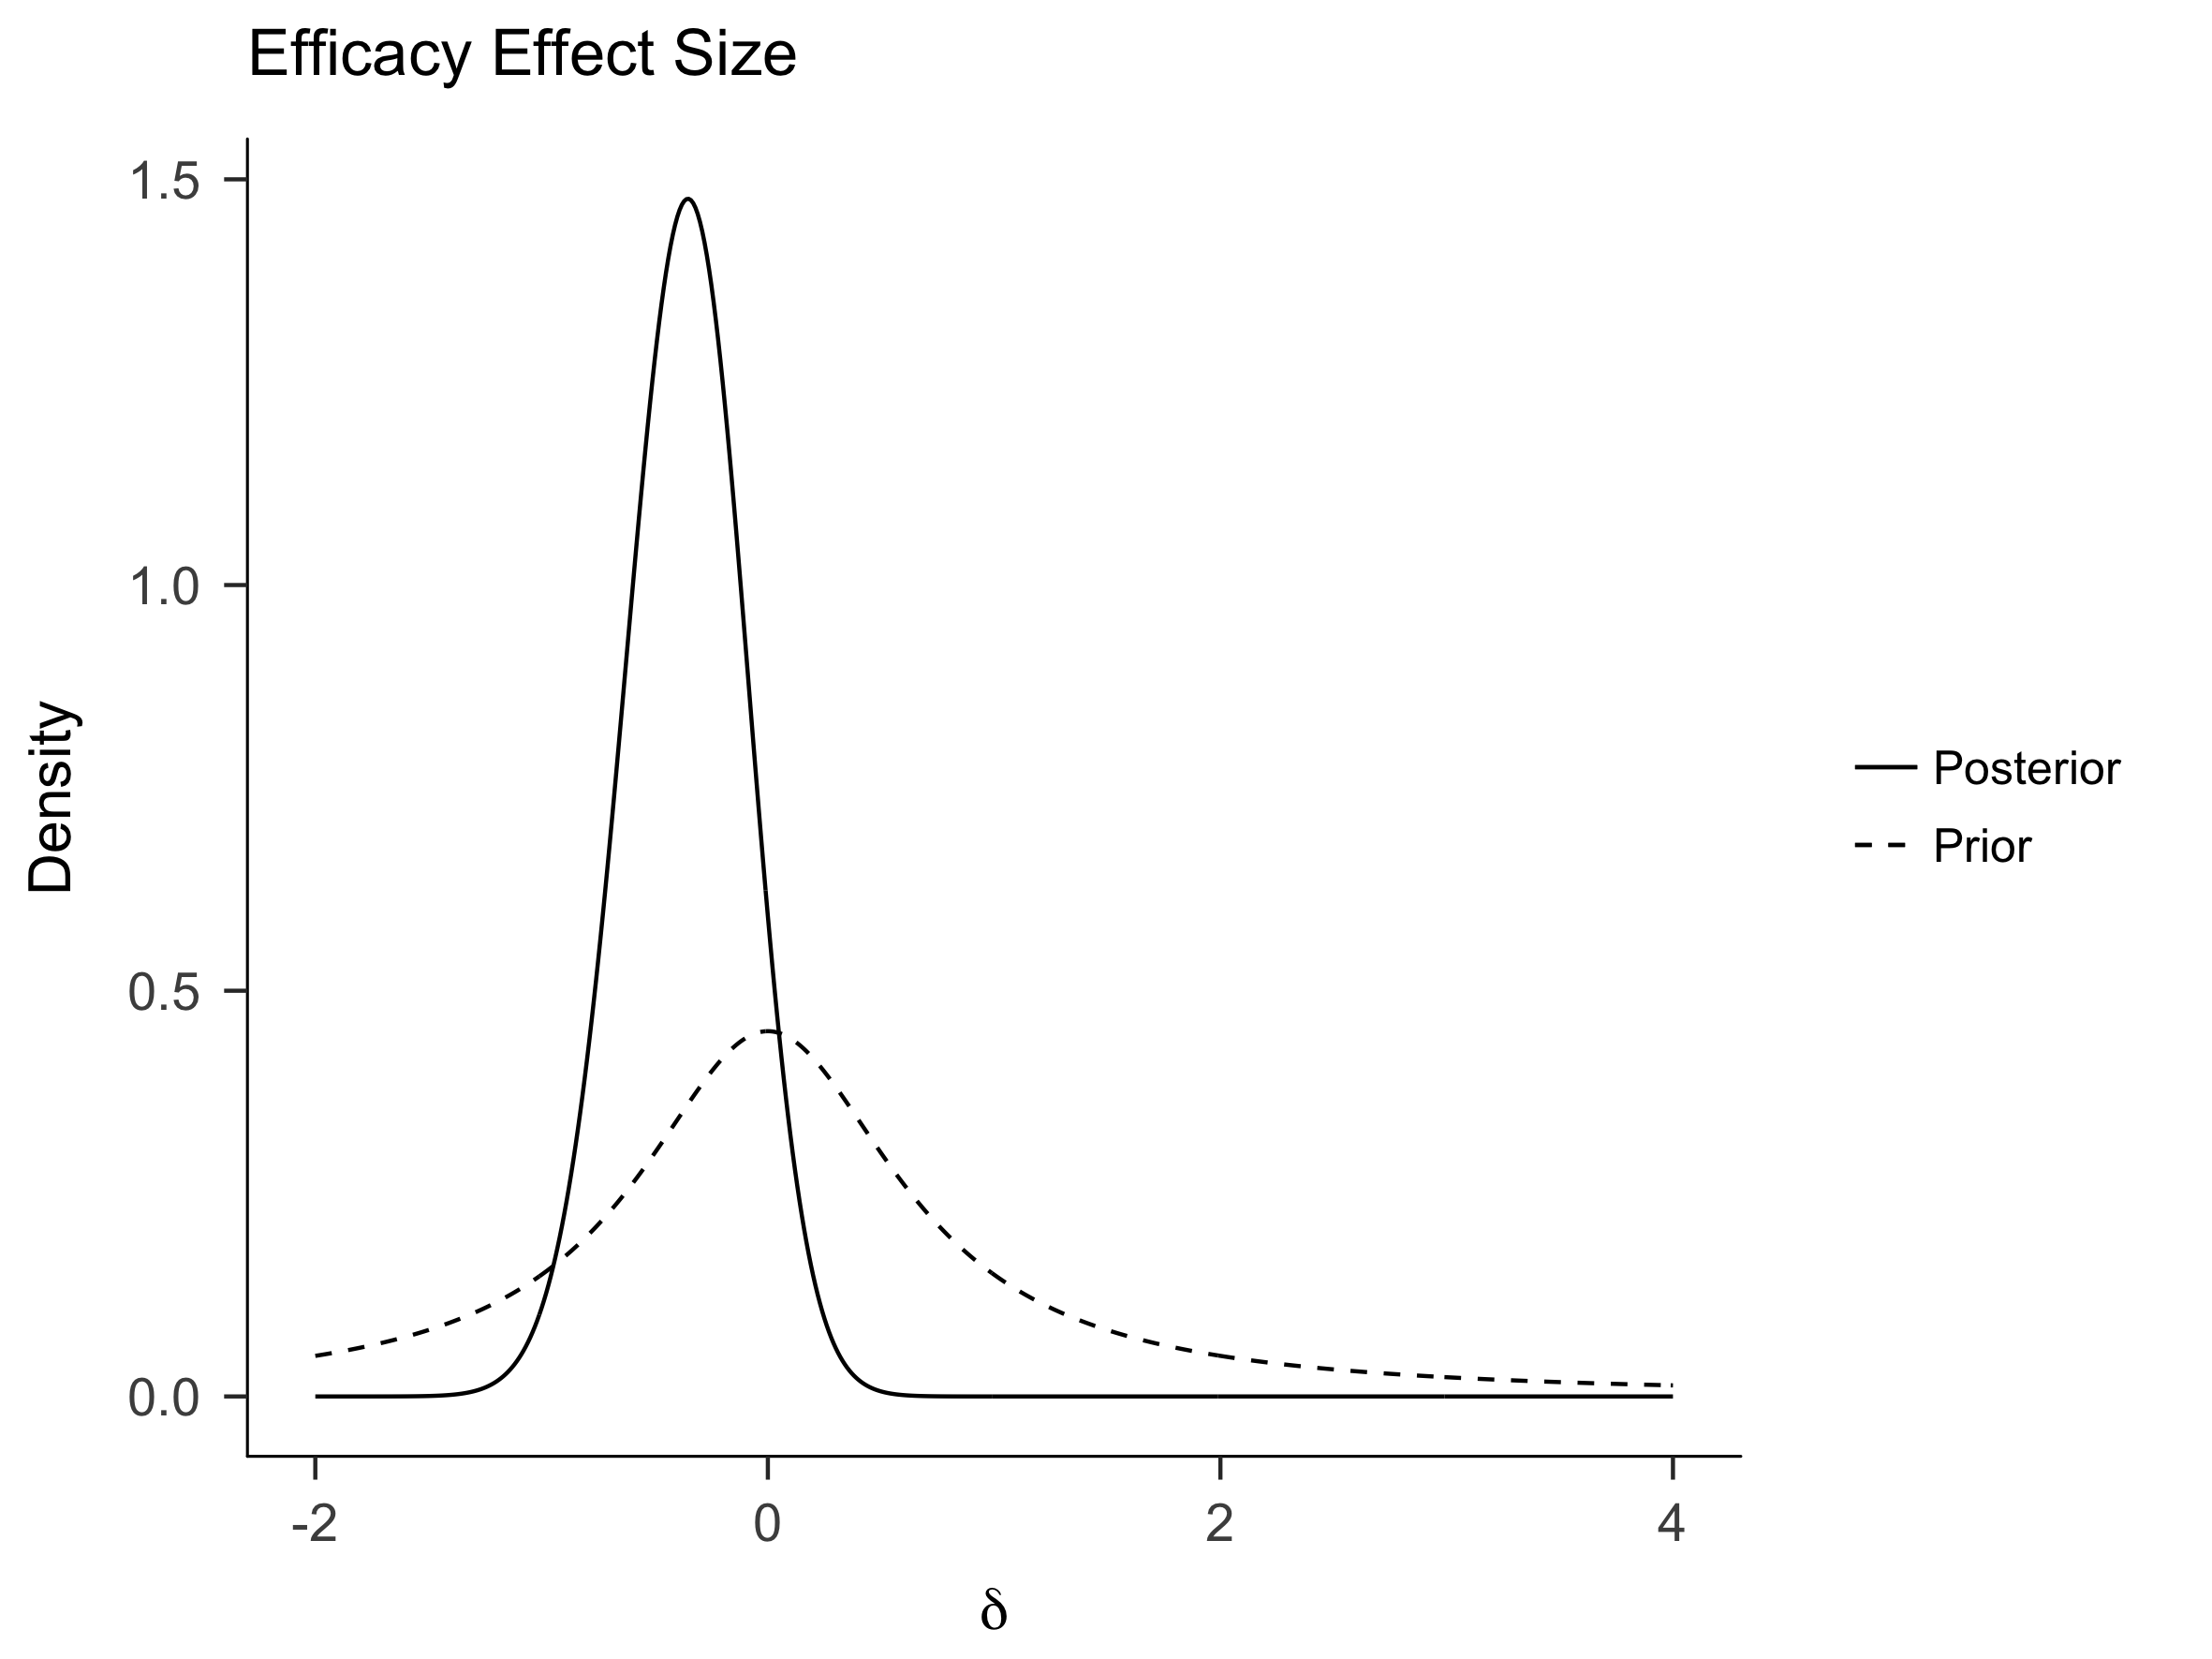 Efficacy Effect Size
Density
1.5
1.0
0.5
0.0
-2 0 2 4
δ
Posterior
Prior